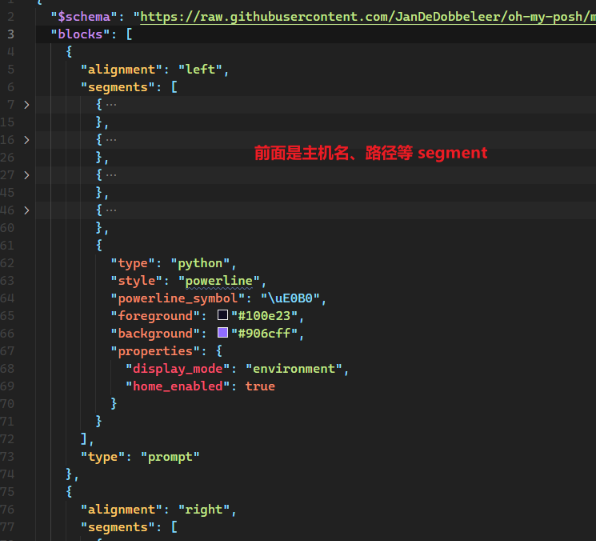 {
2 "$schema": "https://raw.githubusercontent.com/JanDeDobbeleer/oh-my-posh/m
3 "blocks": [
4 {
5 "alignment": "left",
6 "segments": [
7 > { ···
15 },
16 > { ···
26 },
27 > { ···
45 },
46 > { ···
60 },
61 {
62 "type": "python",
63 "style": "powerline",
64 "powerline_symbol": "\uE0B0",
65 "foreground": "#100e23",
66 "background": "#906cff",
67 "properties": {
68 "display_mode": "environment",
69 "home_enabled": true
70 }
71 }
72 ],
73 "type": "prompt"
74 },
75 {
76 "alignment": "right",
77 "segments": [
前面是主机名、路径等 segment